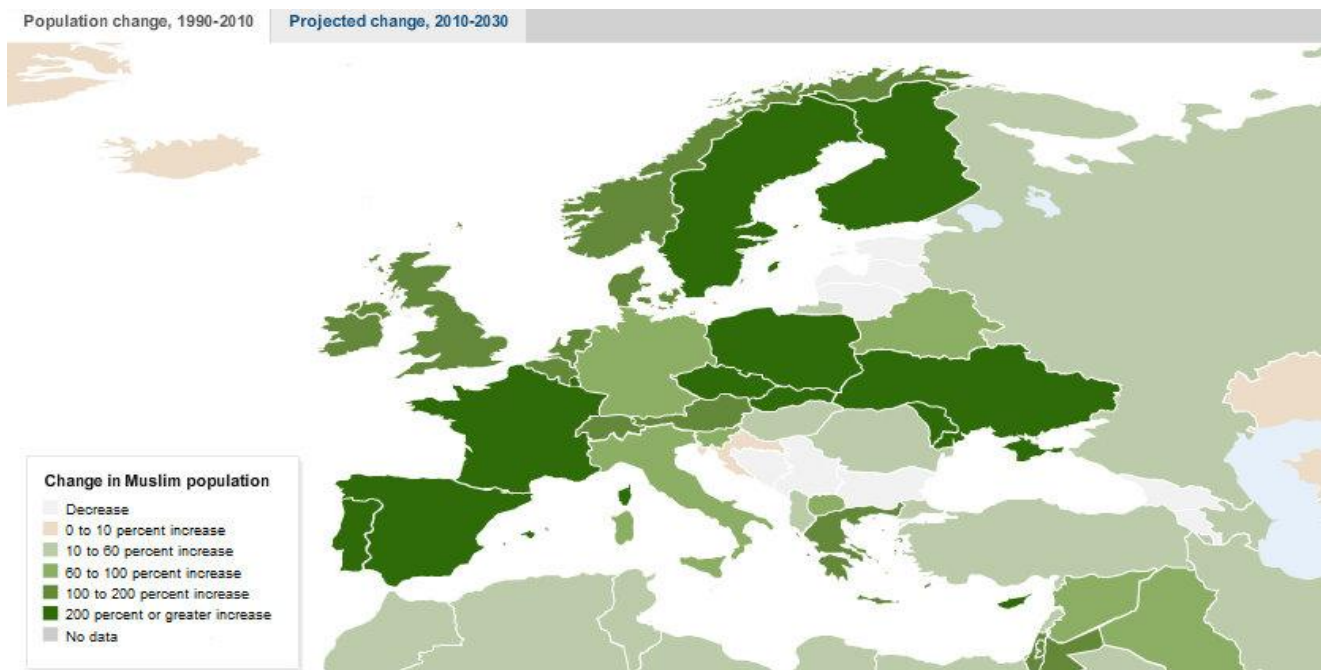 Population change, 1990-2010
Projected change, 2010-2030
Change in Muslim population
Decrease
0 to 10 percent increase
10 to 60 percent increase
60 to 100 percent increase
100 to 200 percent increase
200 percent or greater increase
No data